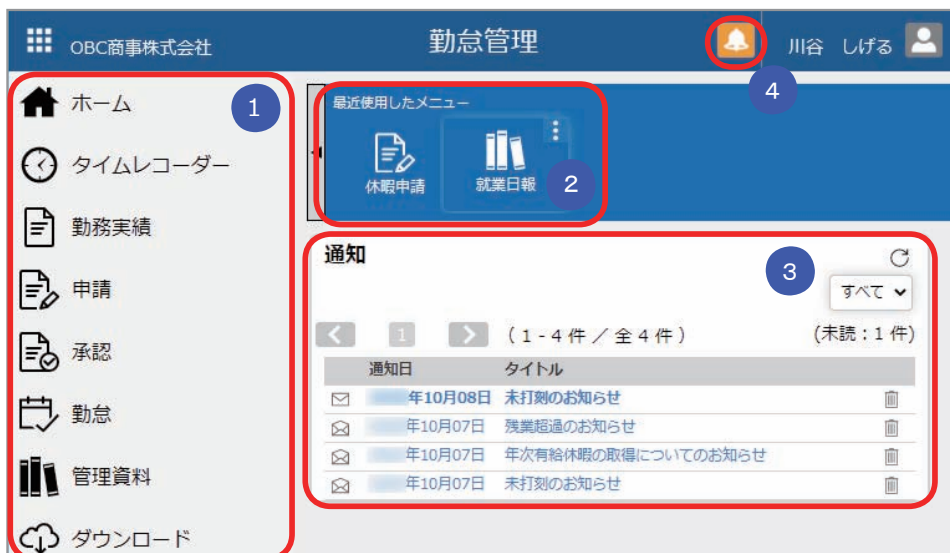 OBC商事株式会社
勤怠管理
川谷 しげる
4
ホーム
1
タイムレコーダー
勤務実績
申請
承認
勤怠
管理資料
ダウンロード
最近使用したメニュー
休暇申請
就業日報
2
通知
3
すべて
1
(1-4件/全4件)
(未読:1件)
通知日 タイトル
年10月08日 未打刻のお知らせ
年10月07日 残業超過のお知らせ
年10月07日 年次有給休暇の取得についてのお知らせ
年10月07日 未打刻のお知らせ